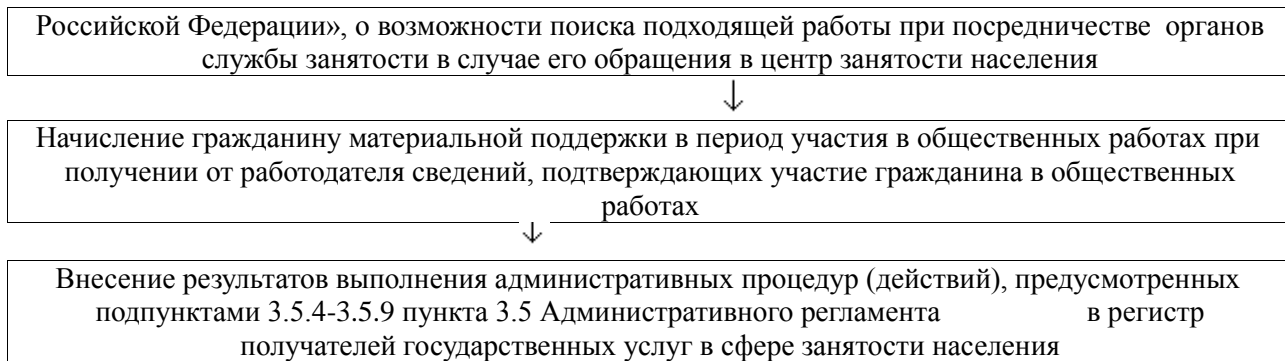 Российской Федерации», о возможности поиска подходящей работы при посредничестве органов
службы занятости в случае его обращения в центр занятости населения
Начисление гражданину материальной поддержки в период участия в общественных работах при
получении от работодателя сведений, подтверждающих участие гражданина в общественных
работах
Внесение результатов выполнения административных процедур (действий), предусмотренных
подпунктами 3.5.4-3.5.9 пункта 3.5 Административного регламента в регистр
получателей государственных услуг в сфере занятости населения